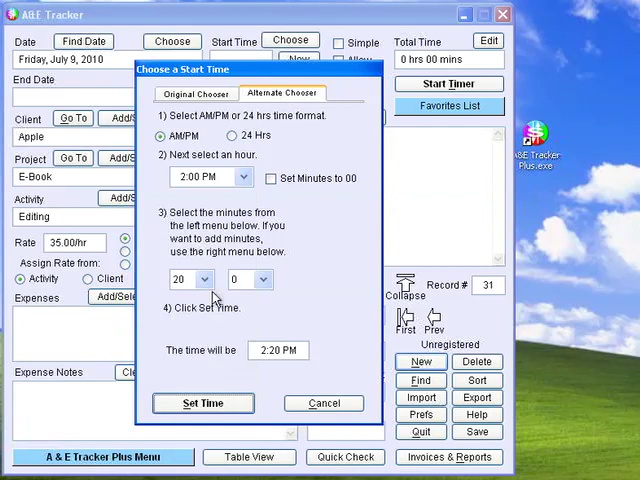 A&E Tracker
Date
Find Date
Choose
Start Time
Choose
Simple
Total Time
Edit
Friday, July 9, 2010
0 hrs 00 mins
End Date
Start Timer
Favorites List
Client
Go To
Add/S
Apple
Project
Go To
Add/S
E-Book
Activity
Add/S
Editing
Rate
35.00/hr
Assign Rate from:
Activity
Client
Expenses
Add/Sele
Expense Notes
Cle
Choose a Start Time
Original Chooser
Alternate Chooser
1) Select AM/PM or 24 hrs time format.
AM/PM
24 Hrs
2) Next select an hour.
2:00 PM
Set Minutes to 00
3) Select the minutes from
the left menu below. If you
want to add minutes,
use the right menu below.
20
0
4) Click Set Time.
The time will be
2:20 PM
Set Time
Cancel
Collapse
Record #
31
First
Prev
Unregistered
New
Delete
Find
Sort
Import
Export
Prefs
Help
Quit
Save
A & E Tracker Plus Menu
Table View
Quick Check
Invoices & Reports
A&E Tracker
Plus.exe